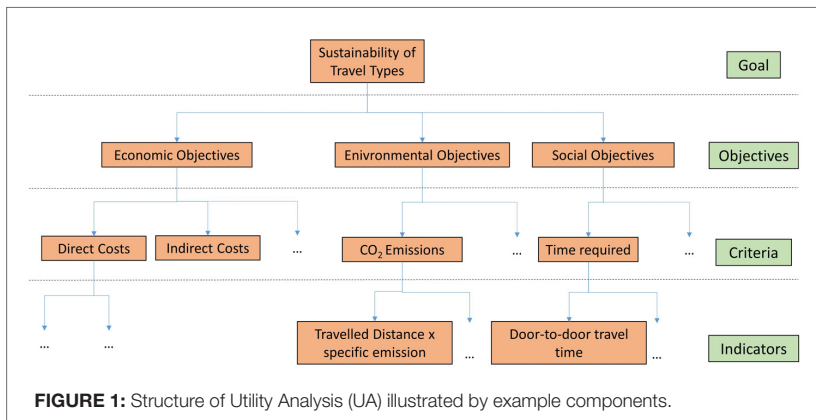 Sustainability of
Travel Types
Goal
Economic Objectives
Enivronmental Objectives
Social Objectives
Objectives
Direct Costs
Indirect Costs
...
CO₂ Emissions
...
Time required
...
Criteria
...
...
Travelled Distance x
specific emission
...
Door-to-door travel
time
...
Indicators
FIGURE 1: Structure of Utility Analysis (UA) illustrated by example components.